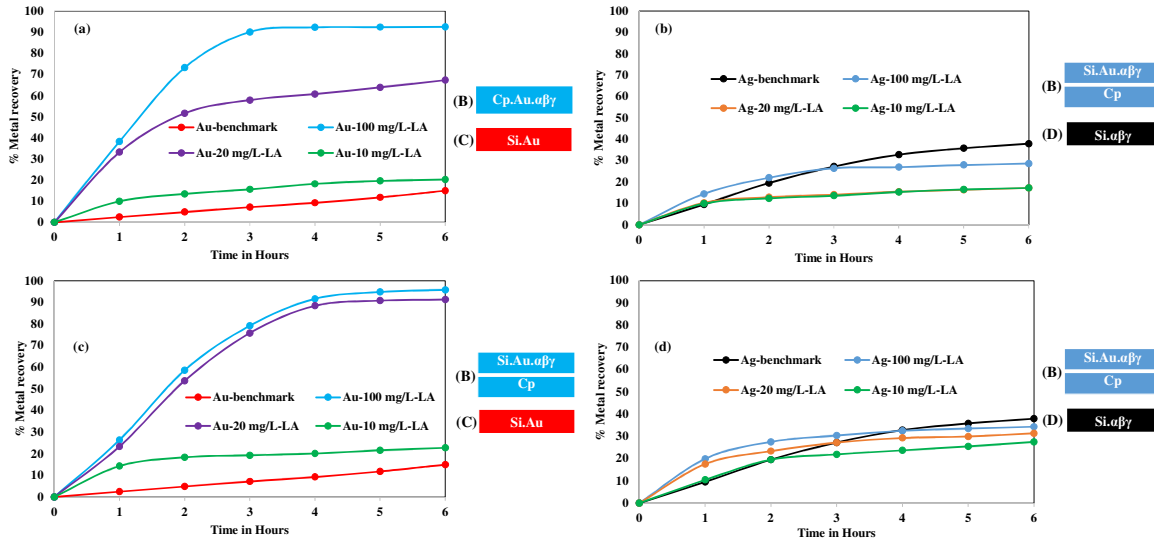 100
90
80
70
60
50
40
30
20
10
0
% Metal recovery
(a)
Au-benchmark
Au-100 mg/L-LA
Au-20 mg/L-LA
Au-10 mg/L-LA
0 1 2 3 4 5 6
Time in Hours
(B) Cp.Au.αβγ
(C) Si.Au
100
90
80
70
60
50
40
30
20
10
0
% Metal recovery
(b)
Ag-benchmark
Ag-100 mg/L-LA
Ag-20 mg/L-LA
Ag-10 mg/L-LA
0 1 2 3 4 5 6
Time in Hours
Si.Au.αβγ
(B)
Cp
(D) Si.αβγ
100
90
80
70
60
50
40
30
20
10
0
% Metal recovery
(c)
Au-benchmark
Au-100 mg/L-LA
Au-20 mg/L-LA
Au-10 mg/L-LA
0 1 2 3 4 5 6
Time in Hours
Si.Au.αβγ
(B)
Cp
(C) Si.Au
100
90
80
70
60
50
40
30
20
10
0
% Metal recovery
(d)
Ag-benchmark
Ag-100 mg/L-LA
Ag-20 mg/L-LA
Ag-10 mg/L-LA
0 1 2 3 4 5 6
Time in Hours
Si.Au.αβγ
(B)
Cp
(D) Si.αβγ